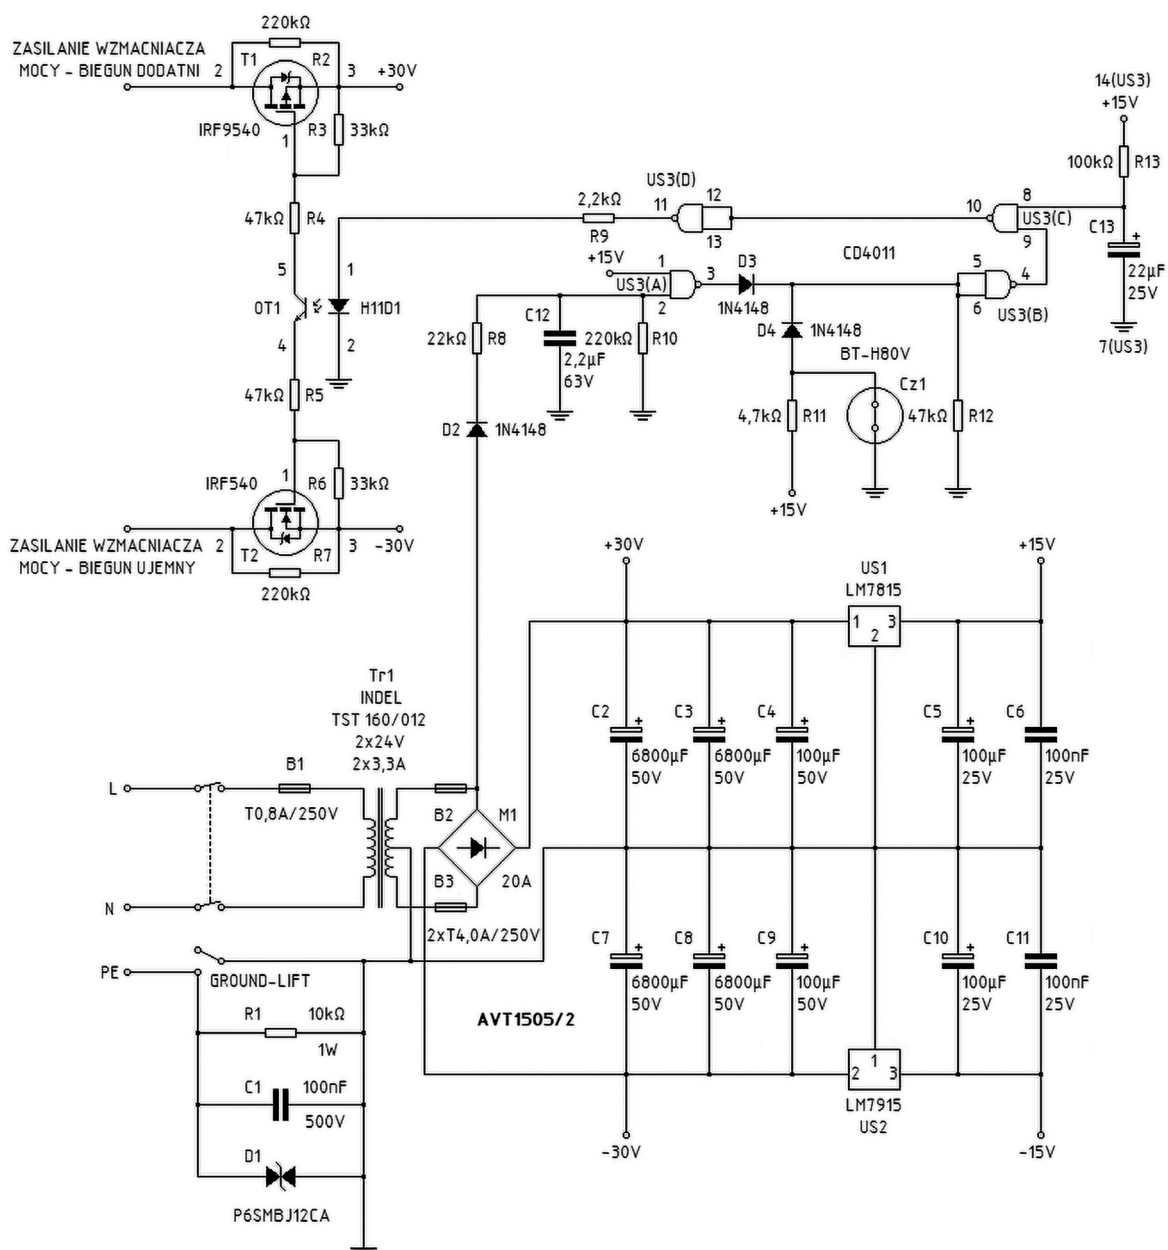 220kΩ
ZASILANIE WZMACNIACZA
MOCY - BIEGUN DODATNI
2
T1
R2
3
+30V
IRF9540
1
R3
33kΩ
47kΩ
R4
5
1
OT1
H11D1
4
2
47kΩ
R5
IRF540
1
R6
33kΩ
ZASILANIE WZMACNIACZA
MOCY - BIEGUN UJEMNY
2
T2
R7
3
-30V
220kΩ
14(US3)
+15V
100kΩ
R13
US3(D)
2,2kΩ
11
12
13
10
8
US3(C)
9
C13
+
22µF
25V
7(US3)
R9
+15V
1
US3(A)
2
3
D3
1N4148
CD4011
5
6
4
US3(B)
22kΩ
R8
C12
2,2µF
63V
220kΩ
R10
D4
1N4148
BT-H80V
Cz1
4,7kΩ
R11
47kΩ
R12
+15V
D2
1N4148
+30V
US1
LM7815
+15V
1
2
3
Tr1
INDEL
TST 160/012
2x24V
2x3,3A
C2
+
6800µF
50V
C3
+
6800µF
50V
C4
+
100µF
50V
C5
+
100µF
25V
C6
100nF
25V
L
B1
T0,8A/250V
B2
M1
B3
20A
2xT4,0A/250V
N
PE
GROUND-LIFT
C7
+
6800µF
50V
C8
+
6800µF
50V
C9
+
100µF
50V
C10
+
100µF
25V
C11
100nF
25V
R1
10kΩ
1W
AVT1505/2
C1
100nF
500V
D1
P6SMBJ12CA
1
2
3
LM7915
US2
-30V
-15V